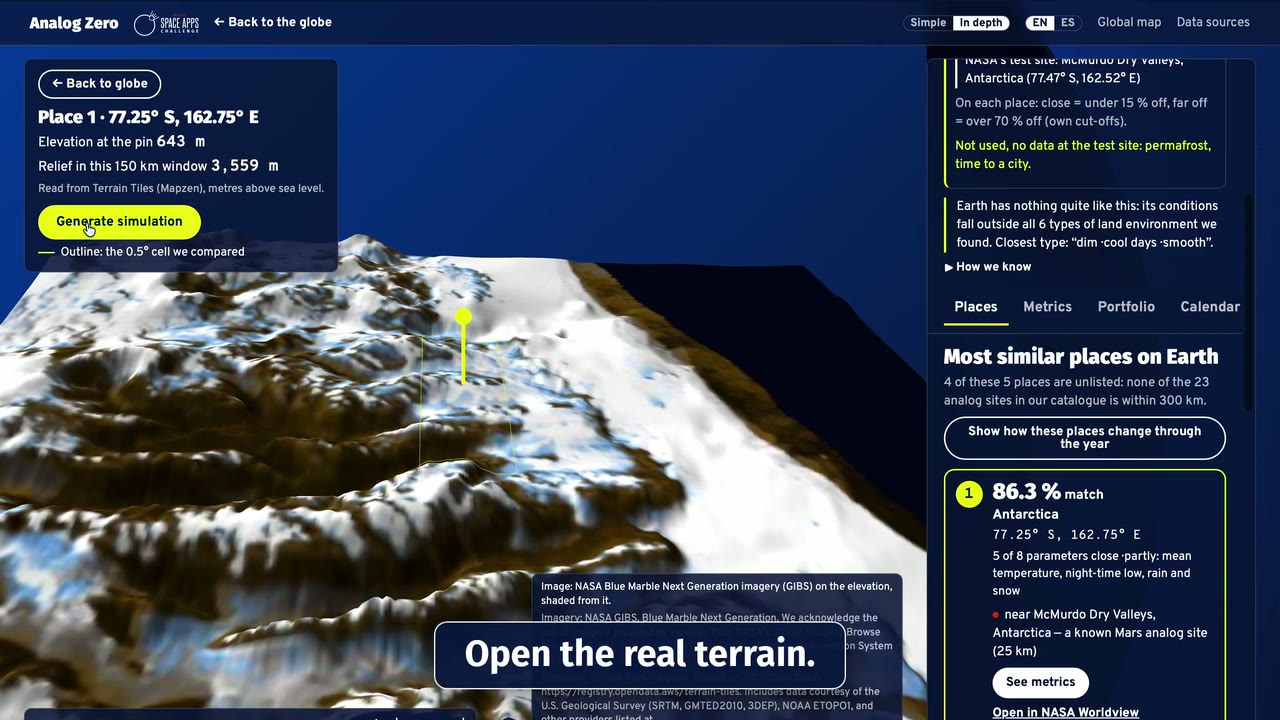 Analog Zero
SPACE APPS
CHALLENGE
← Back to the globe
Simple
In depth
EN
ES
Global map
Data sources
← Back to globe
Place 1 · 77.25° S, 162.75° E
Elevation at the pin 643 m
Relief in this 150 km window 3,559 m
Read from Terrain Tiles (Mapzen), metres above sea level.
Generate simulation
Outline: the 0.5° cell we compared
NASA's test site: McMurdo Dry Valleys,
Antarctica (77.47° S, 162.52° E)
On each place: close = under 15 % off, far off
= over 70 % off (own cut-offs).
Not used, no data at the test site: permafrost,
time to a city.
Earth has nothing quite like this: its conditions
fall outside all 6 types of land environment we
found. Closest type: “dim · cool days · smooth”.
▶ How we know
Places
Metrics
Portfolio
Calendar
Most similar places on Earth
4 of these 5 places are unlisted: none of the 23
analog sites in our catalogue is within 300 km.
Show how these places change through
the year
1
86.3 % match
Antarctica
77.25° S, 162.75° E
5 of 8 parameters close · partly: mean
temperature, night-time low, rain and
snow
near McMurdo Dry Valleys,
Antarctica — a known Mars analog site
(25 km)
See metrics
Open in NASA Worldview
Image: NASA Blue Marble Next Generation imagery (GIBS) on the elevation,
shaded from it.
Imagery: NASA GIBS, Blue Marble Next Generation. We acknowledge the
Browse
System
Open the real terrain.
https://registry.opendata.aws/terrain-tiles. Includes data courtesy of the
U.S. Geological Survey (SRTM, GMTED2010, 3DEP), NOAA ETOPO1, and
other providers listed at